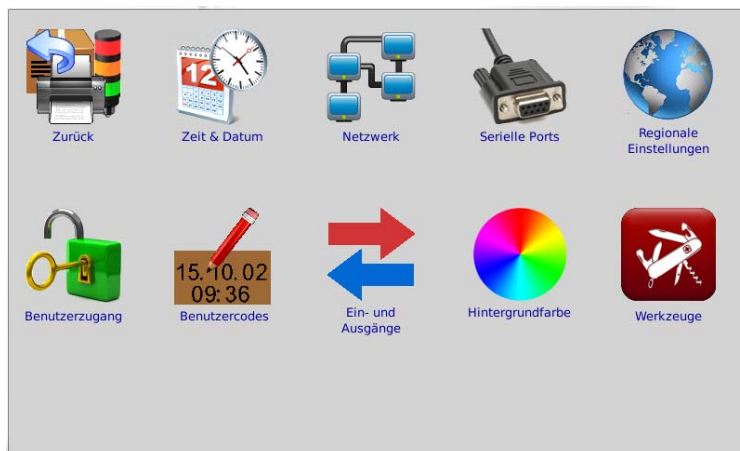 12
Zurück
Zeit & Datum
Netzwerk
Serielle Ports
Regionale
Einstellungen
15.10.02
09:36
Benutzerzugang
Benutzercodes
Ein- und
Ausgänge
Hintergrundfarbe
Werkzeuge